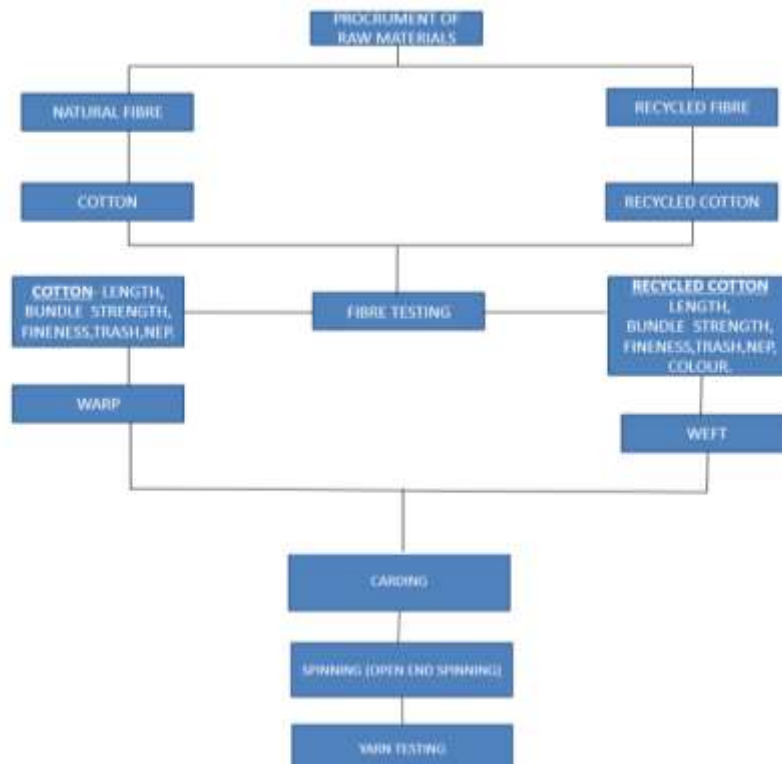 PROCRUMENT OF
RAW MATERIALS
NATURAL FIBRE
RECYCLED FIBRE
COTTON
RECYCLED COTTON
COTTON- LENGTH,
BUNDLE STRENGTH,
FINENESS,TRASH,NEP.
FIBRE TESTING
RECYCLED COTTON
LENGTH,
BUNDLE STRENGTH,
FINENESS,TRASH,NEP,
COLOUR.
WARP
WEFT
CARDING
SPINNING (OPEN END SPINNING)
YARN TESTING